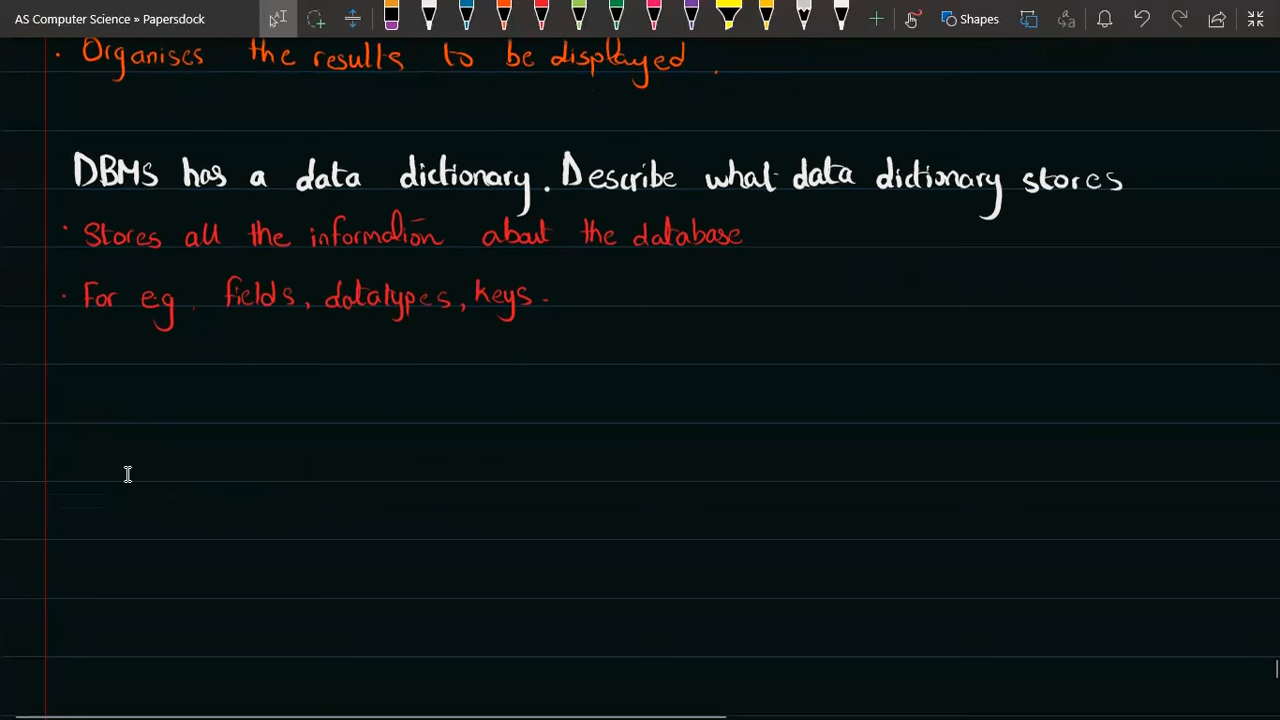 AS Computer Science » Papersdock
Shapes
· Organises the results to be displayed .
DBMS has a data dictionary. Describe what data dictionary stores
· Stores all the information about the database
· For eg. fields, datatypes, keys.